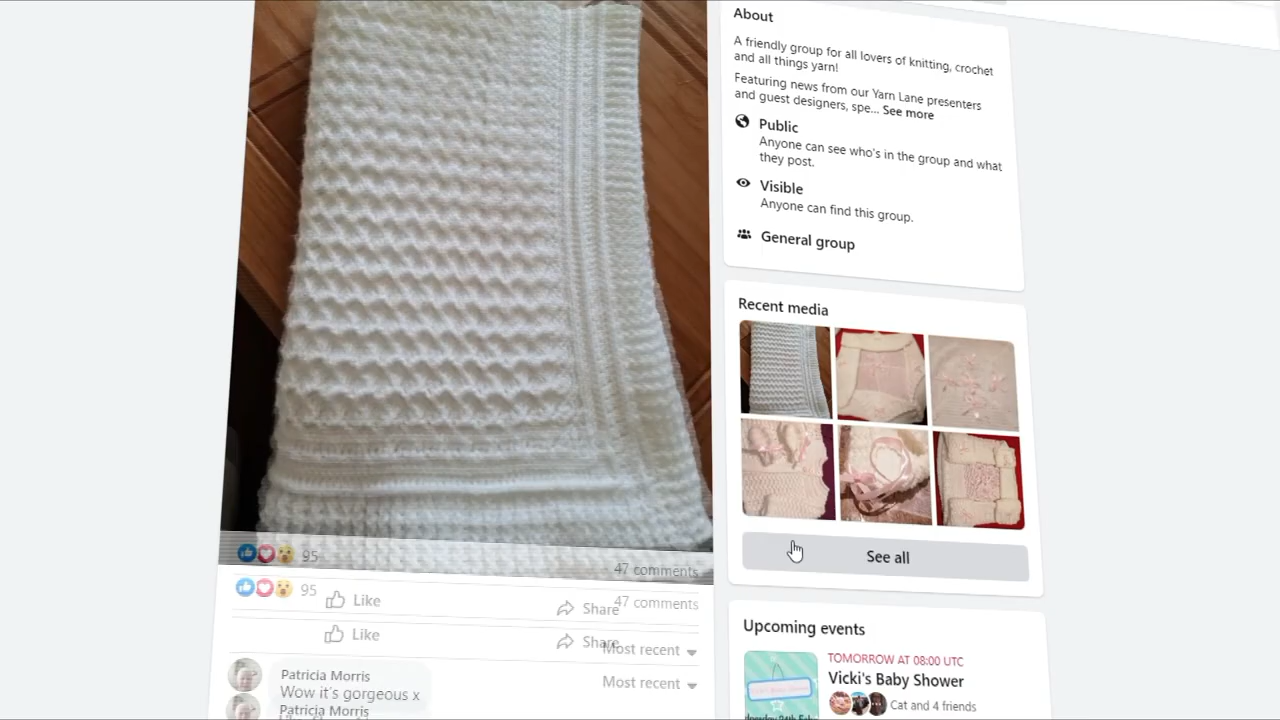 About
A friendly group for all lovers of knitting, crochet
and all things yarn!
Featuring news from our Yarn Lane presenters
and guest designers, spe... See more
Public
Anyone can see who's in the group and what
they post.
Visible
Anyone can find this group.
General group
Recent media
See all
Upcoming events
TOMORROW AT 08:00 UTC
Vicki's Baby Shower
Cat and 4 friends
95
47 comments
95
47 comments
Like
Share
Like
Share
Most recent
Most recent
Patricia Morris
Wow it's gorgeous x
Patricia Morris